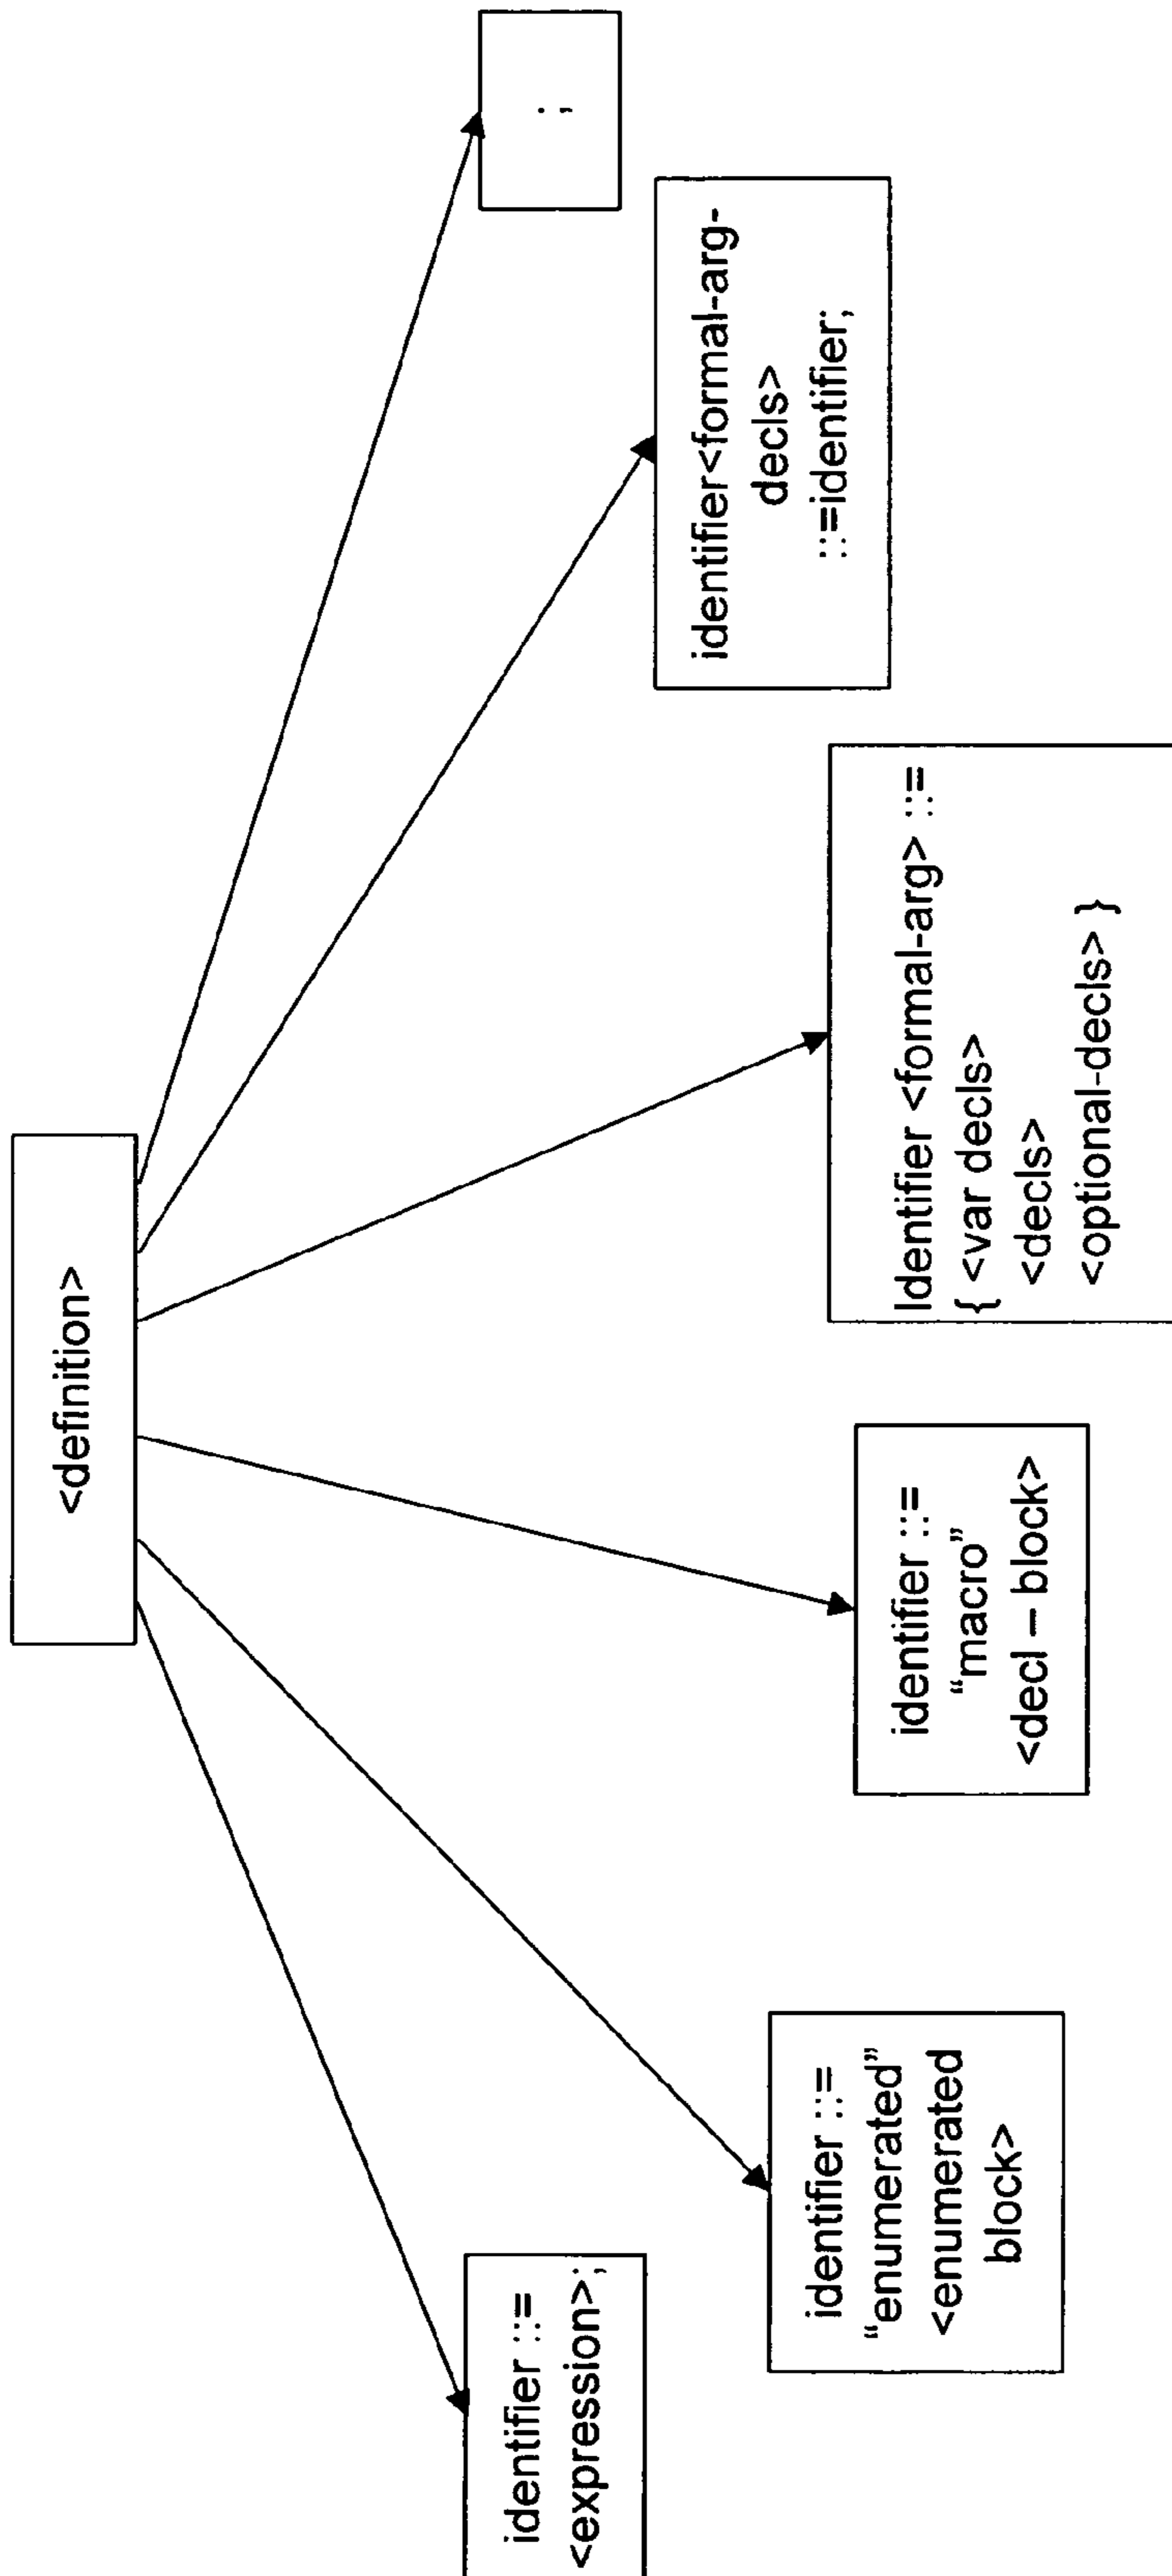 <definition>
identifier ::=
<expression>;
identifier ::=
“enumerated”
<enumerated
block>
identifier ::=
“macro”
<decl – block>
Identifier <formal-arg> ::=
{ <var decls>
<decls>
<optional-decls> }
identifier<formal-arg-
decls>
::=identifier;
;